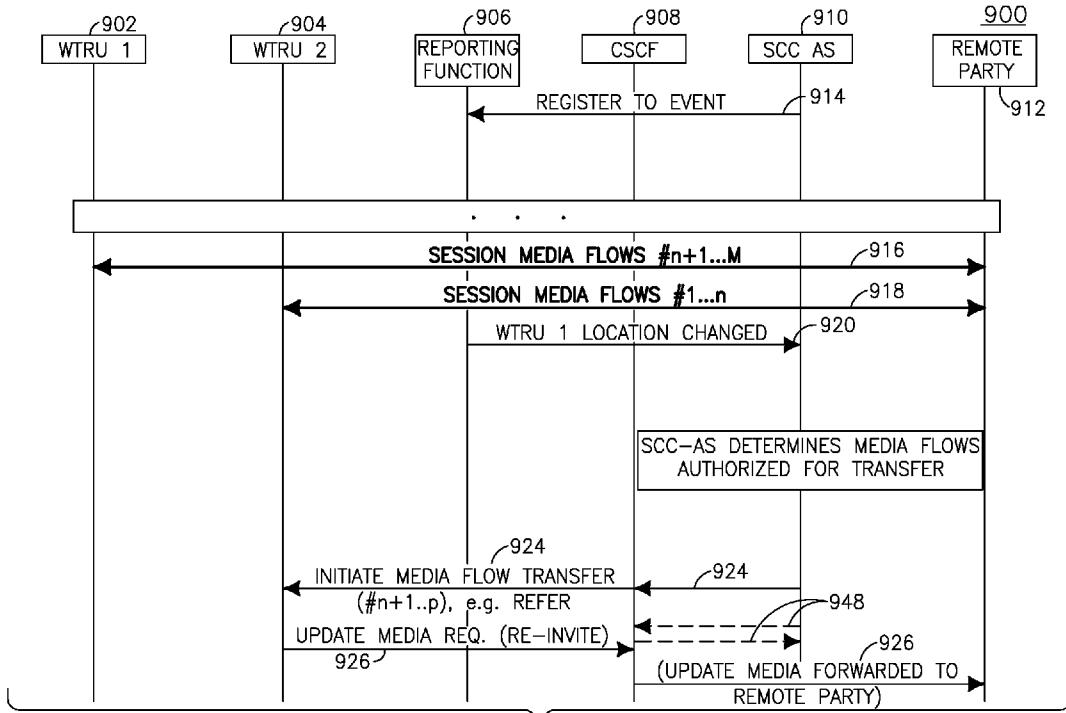 902
904
906
908
910
900
WTRU 1
WTRU 2
REPORTING
FUNCTION
CSCF
SCC AS
REMOTE
PARTY
912
REGISTER TO EVENT
914
. . .
SESSION MEDIA FLOWS #n+1...M
916
SESSION MEDIA FLOWS #1...n
918
WTRU 1 LOCATION CHANGED
920
SCC-AS DETERMINES MEDIA FLOWS
AUTHORIZED FOR TRANSFER
924
INITIATE MEDIA FLOW TRANSFER
924
(#n+1..p), e.g. REFER
948
UPDATE MEDIA REQ. (RE-INVITE)
926
926
(UPDATE MEDIA FORWARDED TO
REMOTE PARTY)